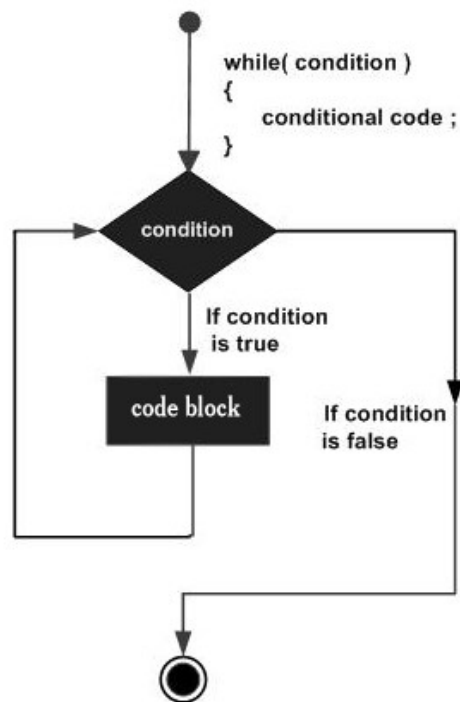 while( condition )
{
conditional code ;
}
condition
If condition
is true
code block
If condition
is false